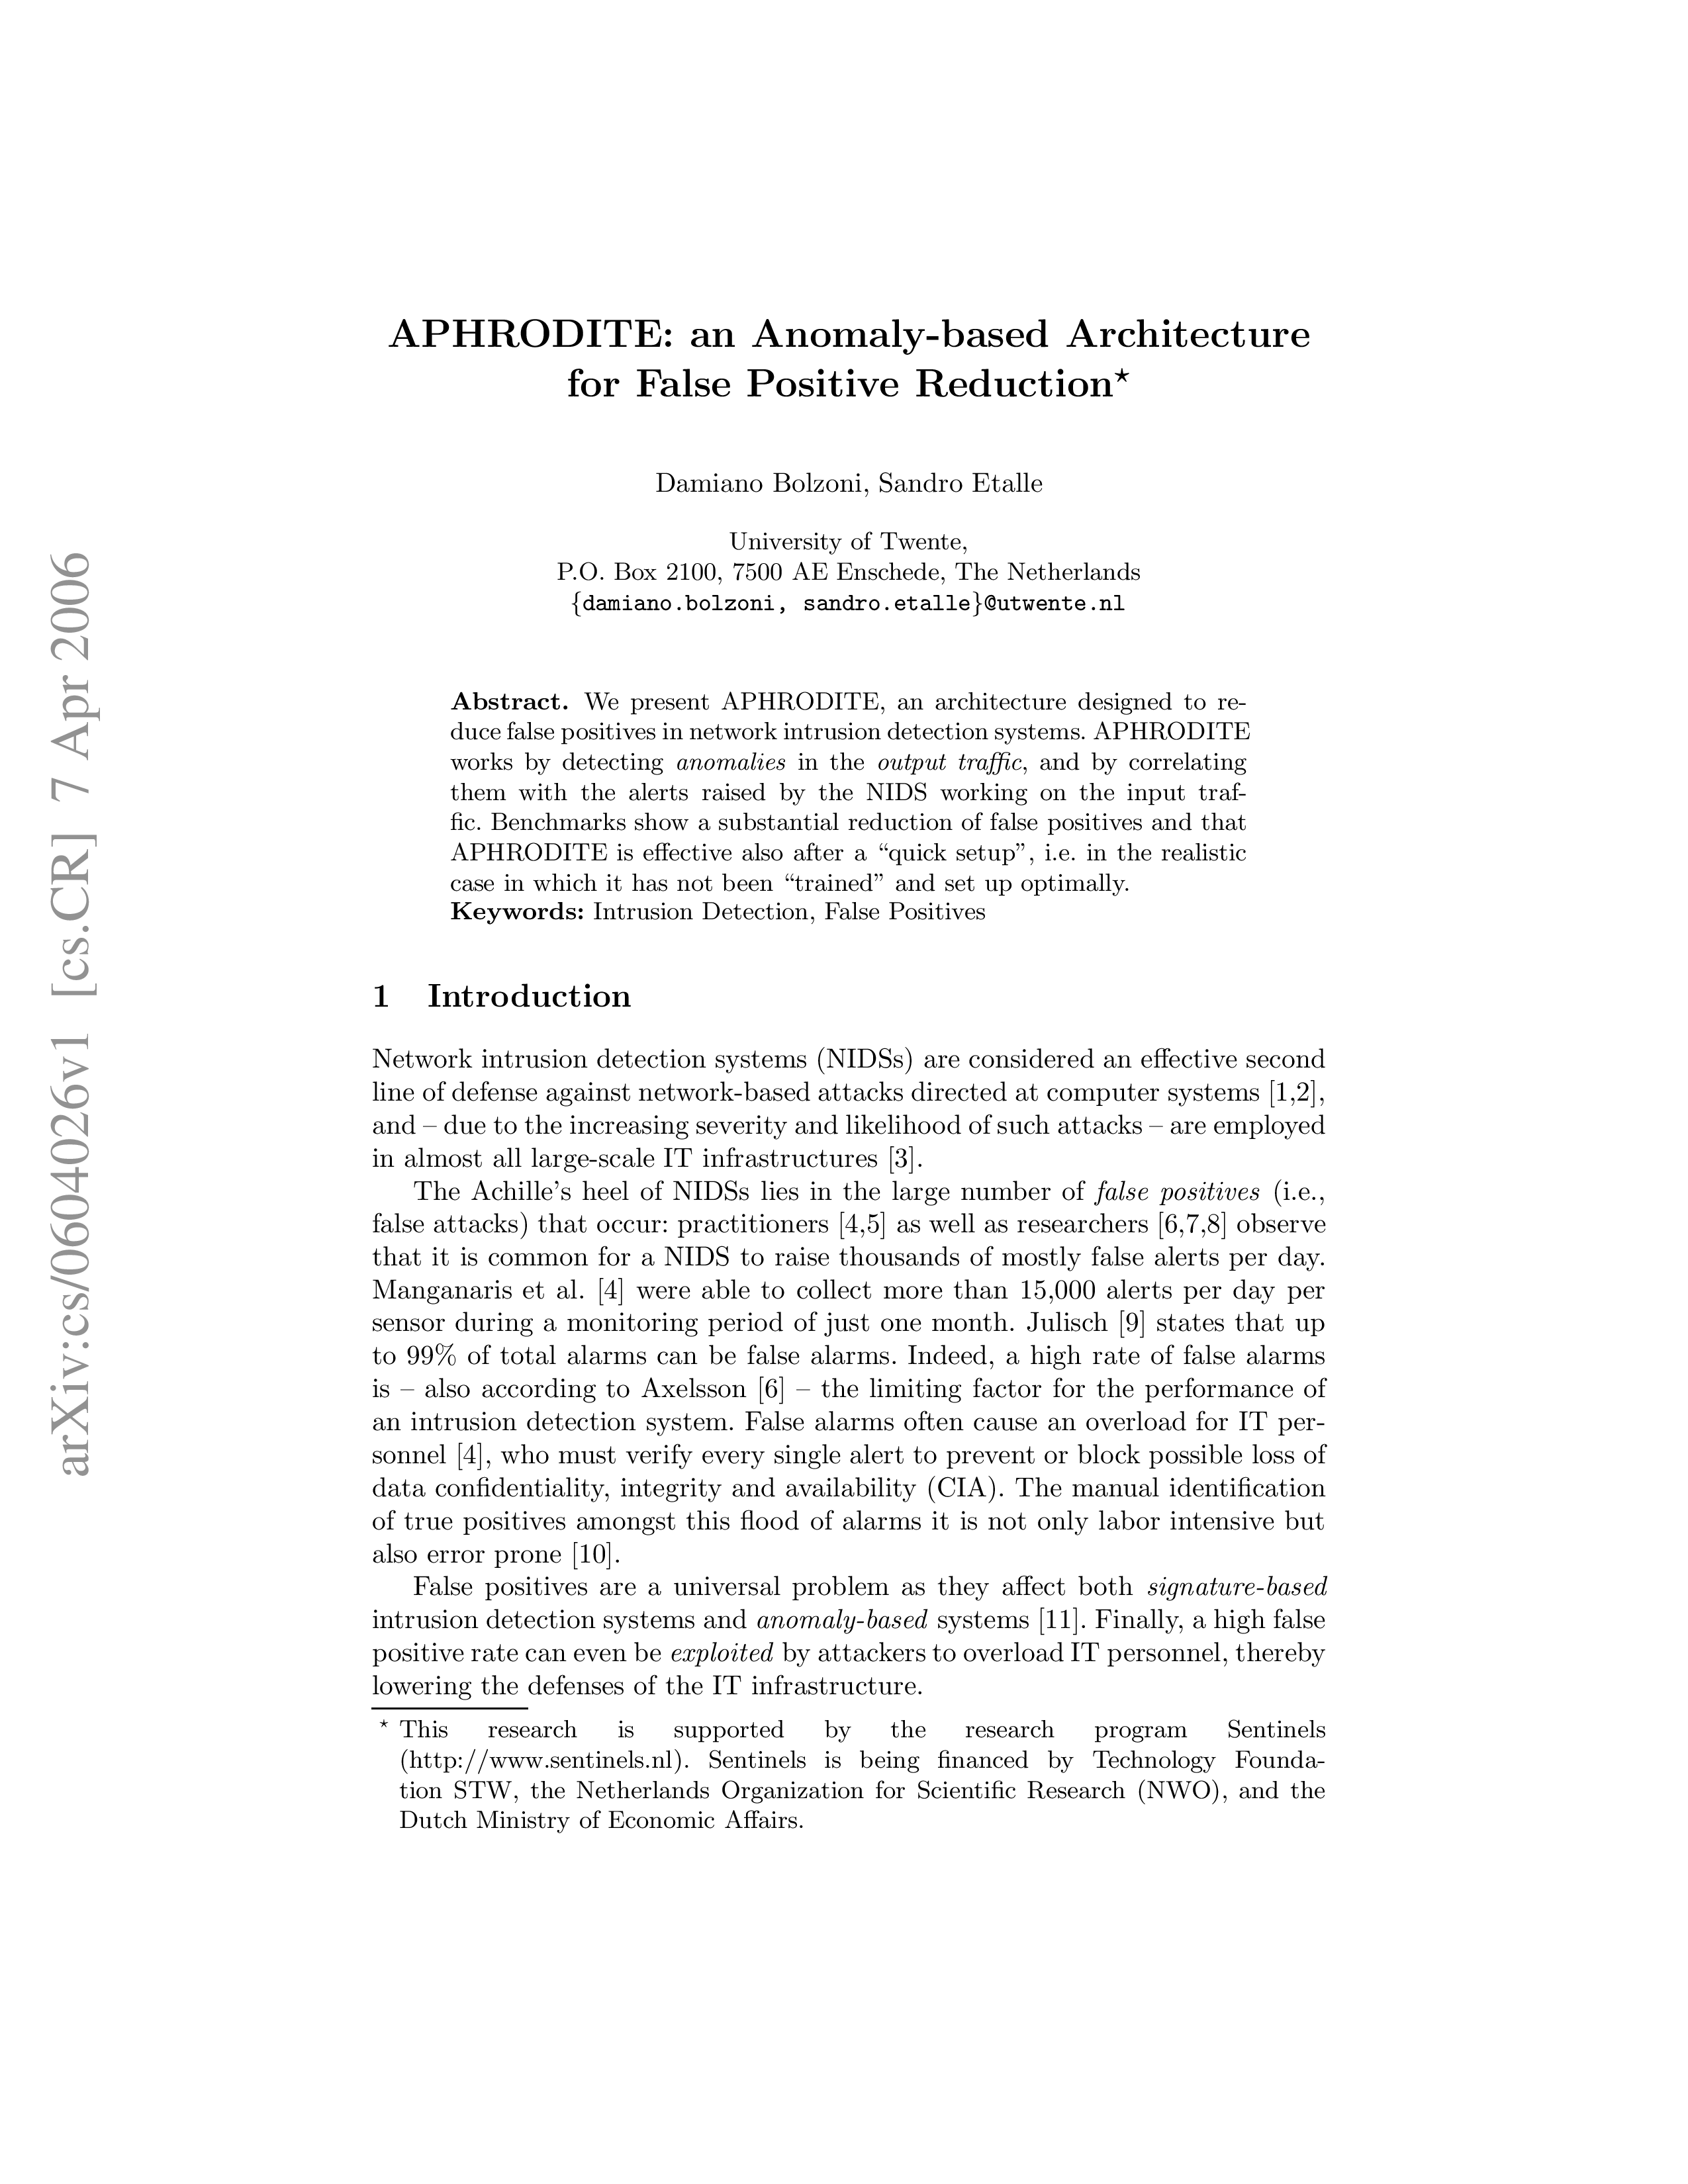 APHRODITE: an Anomaly-based Architecture
for False Positive Reduction⋆
Damiano Bolzoni, Sandro Etalle
University of Twente,
P.O. Box 2100, 7500 AE Enschede, The Netherlands
{damiano.bolzoni, sandro.etalle}@utwente.nl
Abstract. We present APHRODITE, an architecture designed to re-
duce false positives in network intrusion detection systems. APHRODITE
works by detecting anomalies in the output traffic, and by correlating
them with the alerts raised by the NIDS working on the input traf-
fic. Benchmarks show a substantial reduction of false positives and that
APHRODITE is effective also after a “quick setup”, i.e. in the realistic
case in which it has not been “trained” and set up optimally.
Keywords: Intrusion Detection, False Positives
1 Introduction
Network intrusion detection systems (NIDSs) are considered an effective second
line of defense against network-based attacks directed at computer systems [1,2],
and – due to the increasing severity and likelihood of such attacks – are employed
in almost all large-scale IT infrastructures [3].
The Achille’s heel of NIDSs lies in the large number of false positives (i.e.,
false attacks) that occur: practitioners [4,5] as well as researchers [6,7,8] observe
that it is common for a NIDS to raise thousands of mostly false alerts per day.
Manganaris et al. [4] were able to collect more than 15,000 alerts per day per
sensor during a monitoring period of just one month. Julisch [9] states that up
to 99% of total alarms can be false alarms. Indeed, a high rate of false alarms
is – also according to Axelsson [6] – the limiting factor for the performance of
an intrusion detection system. False alarms often cause an overload for IT per-
sonnel [4], who must verify every single alert to prevent or block possible loss of
data confidentiality, integrity and availability (CIA). The manual identification
of true positives amongst this flood of alarms it is not only labor intensive but
also error prone [10].
False positives are a universal problem as they affect both signature-based
intrusion detection systems and anomaly-based systems [11]. Finally, a high false
positive rate can even be exploited by attackers to overload IT personnel, thereby
lowering the defenses of the IT infrastructure.
⋆ This research is supported by the research program Sentinels
(http://www.sentinels.nl). Sentinels is being financed by Technology Founda-
tion STW, the Netherlands Organization for Scientific Research (NWO), and the
Dutch Ministry of Economic Affairs.
arXiv:cs/0604026v1 [cs.CR] 7 Apr 2006